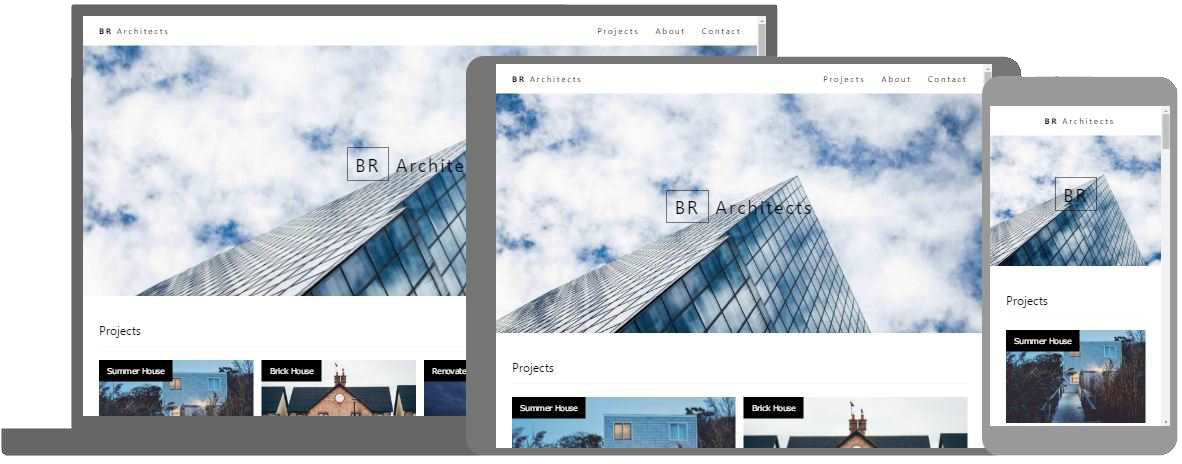 BR Architects
Projects About Contact
BR Archite
Projects
Summer House
Brick House
Renovate
BR Architects
Projects About Contact
BR Architects
Projects
Summer House
Brick House
BR Architects
BR
Projects
Summer House